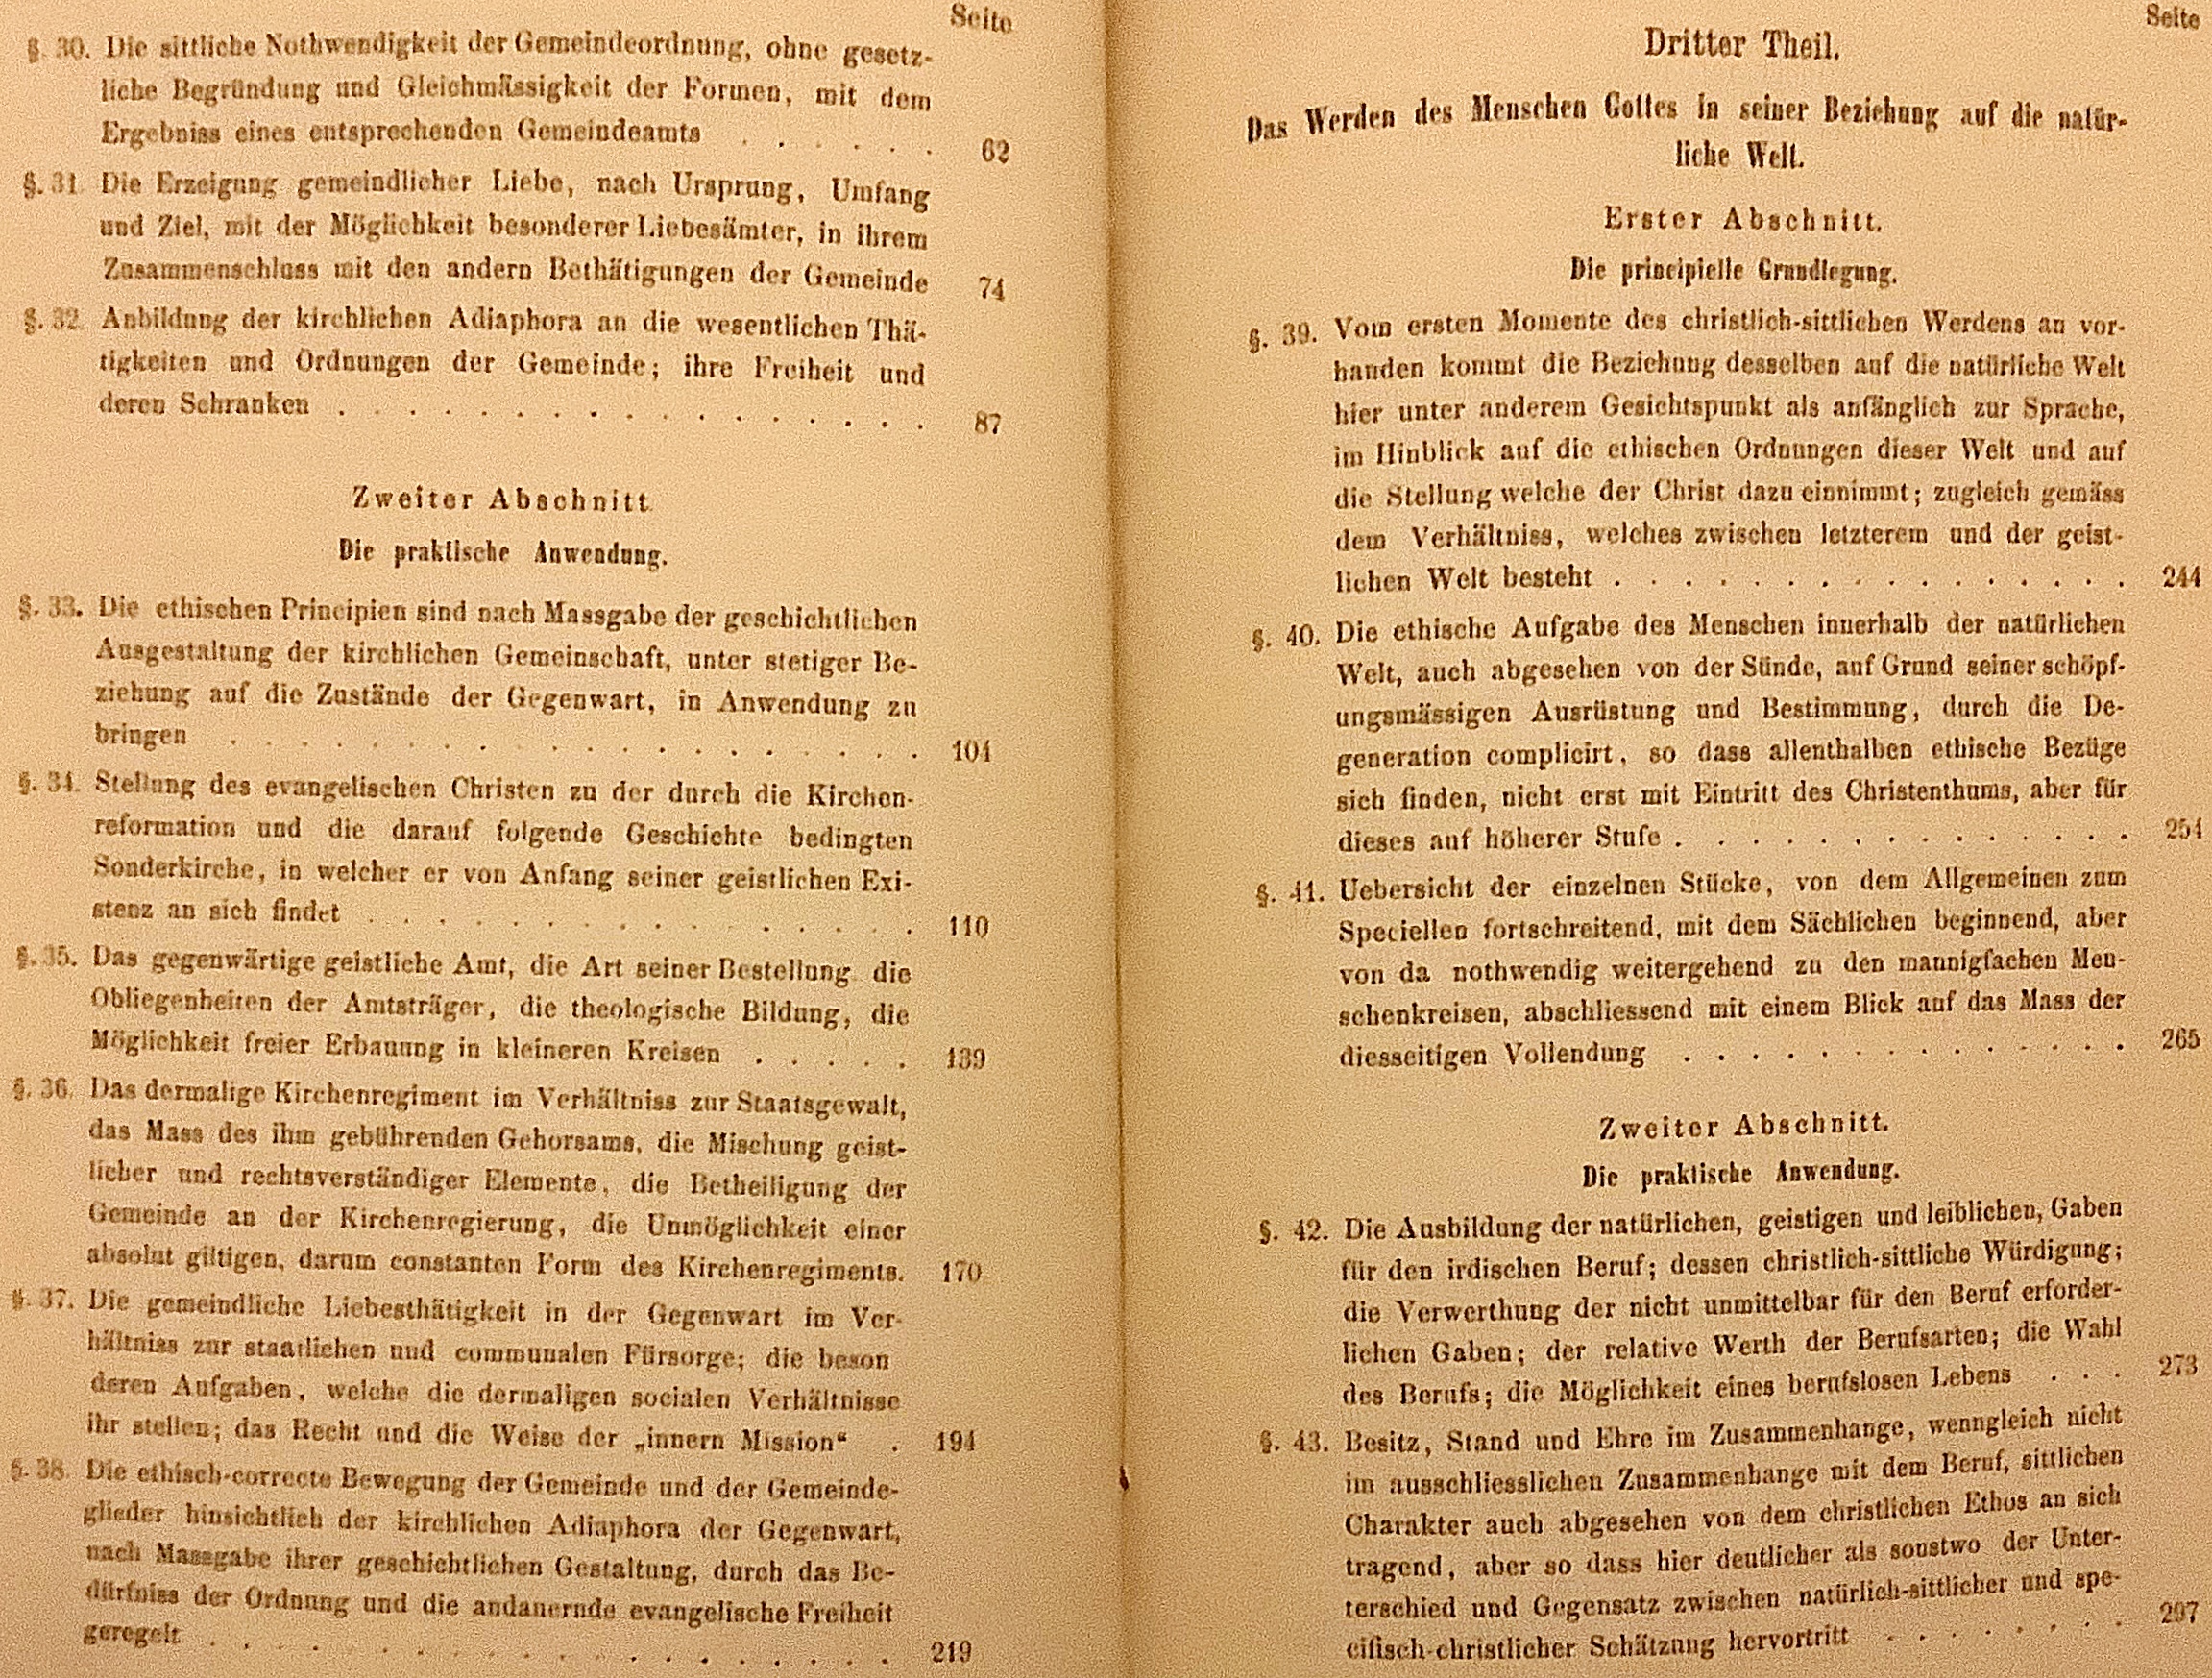 Seite
§. 30. Die sittliche Nothwendigkeit der Gemeindeordnung, ohne gesetz-
liche Begründung und Gleichmässigkeit der Formen, mit dem
Ergebniss eines entsprechenden Gemeindeamts . . . . . . 62
§. 31 Die Erzeigung gemeindlicher Liebe, nach Ursprung, Umfang
und Ziel, mit der Möglichkeit besonderer Liebesämter, in ihrem
Zusammenschluss mit den andern Bethätigungen der Gemeinde 74
§. 32. Anbildung der kirchlichen Adiaphora an die wesentlichen Thä-
tigkeiten und Ordnungen der Gemeinde; ihre Freiheit und
deren Schranken . . . . . . . . . . . . . . 87
Zweiter Abschnitt.
Die praktische Anwendung.
§. 33. Die ethischen Principien sind nach Massgabe der geschichtlichen
Ausgestaltung der kirchlichen Gemeinschaft, unter stetiger Be-
ziehung auf die Zustände der Gegenwart, in Anwendung zu
bringen . . . . . . . . . . . . . . . . . . . . 104
§. 34. Stellung des evangelischen Christen zu der durch die Kirchen-
reformation und die darauf folgende Geschichte bedingten
Sonderkirche, in welcher er von Anfang seiner geistlichen Exi-
stenz an sich findet . . . . . . . . . . . . . . . . 110
§. 35. Das gegenwärtige geistliche Amt, die Art seiner Bestellung die
Obliegenheiten der Amtsträger, die theologische Bildung, die
Möglichkeit freier Erbauung in kleineren Kreisen . . . . . 139
§. 36. Das dermalige Kirchenregiment im Verhältniss zur Staatsgewalt,
das Mass des ihm gebührenden Gehorsams, die Mischung geist-
licher und rechtsverständiger Elemente, die Betheiligung der
Gemeinde an der Kirchenregierung, die Unmöglichkeit einer
absolut giltigen, darum constanten Form des Kirchenregiments. 170
§. 37. Die gemeindliche Liebesthätigkeit in der Gegenwart im Ver-
hältniss zur staatlichen und communalen Fürsorge; die beson
deren Aufgaben, welche die dermaligen socialen Verhältnisse
ihr stellen; das Recht und die Weise der „innern Mission“ . 194
§. 38. Die ethisch-correcte Bewegung der Gemeinde und der Gemeinde-
glieder hinsichtlich der kirchlichen Adiaphora der Gegenwart,
nach Massgabe ihrer geschichtlichen Gestaltung, durch das Be-
dürfniss der Ordnung und die andauernde evangelische Freiheit
geregelt . . . . . . . . . . . . . . . . . . . . 219
Seite
Dritter Theil.
Das Werden des Menschen Gottes in seiner Beziehung auf die natür-
liche Welt.
Erster Abschnitt.
Die principielle Grundlegung.
§. 39. Vom ersten Momente des christlich-sittlichen Werdens an vor-
handen kommt die Beziehung desselben auf die natürliche Welt
hier unter anderem Gesichtspunkt als anfänglich zur Sprache,
im Hinblick auf die ethischen Ordnungen dieser Welt und auf
die Stellung welche der Christ dazu einnimmt; zugleich gemäss
dem Verhältniss, welches zwischen letzterem und der geist-
lichen Welt besteht . . . . . . . . . . . . . . . 244
§. 40. Die ethische Aufgabe des Menschen innerhalb der natürlichen
Welt, auch abgesehen von der Sünde, auf Grund seiner schöpf-
ungsmässigen Ausrüstung und Bestimmung, durch die De-
generation complicirt, so dass allenthalben ethische Bezüge
sich finden, nicht erst mit Eintritt des Christenthums, aber für
dieses auf höherer Stufe . . . . . . . . . . . . . . 254
§. 41. Uebersicht der einzelnen Stücke, von dem Allgemeinen zum
Speciellen fortschreitend, mit dem Sächlichen beginnend, aber
von da nothwendig weitergehend zu den mannigfachen Men-
schenkreisen, abschliessend mit einem Blick auf das Mass der
diesseitigen Vollendung . . . . . . . . . . . . . . 265
Zweiter Abschnitt.
Die praktische Anwendung.
§. 42. Die Ausbildung der natürlichen, geistigen und leiblichen, Gaben
für den irdischen Beruf; dessen christlich-sittliche Würdigung;
die Verwerthung der nicht unmittelbar für den Beruf erforder-
lichen Gaben; der relative Werth der Berufsarten; die Wahl
des Berufs; die Möglichkeit eines berufslosen Lebens . . . 273
§. 43. Besitz, Stand und Ehre im Zusammenhange, wenngleich nicht
im ausschliesslichen Zusammenhange mit dem Beruf, sittlichen
Charakter auch abgesehen von dem christlichen Ethos an sich
tragend, aber so dass hier deutlicher als sonstwo der Unter-
terschied und Gegensatz zwischen natürlich-sittlicher und spe-
cifisch-christlicher Schätzung hervortritt . . . . . . . . 297